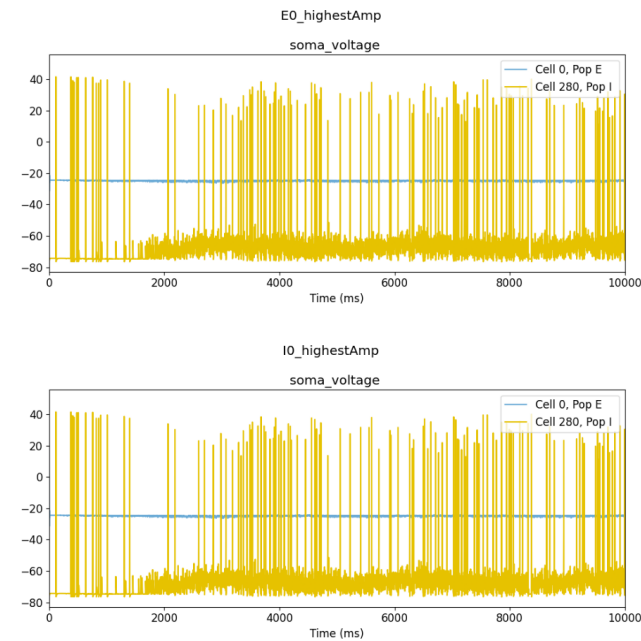 E0_highestAmp
soma_voltage
Cell 0, Pop E
Cell 280, Pop I
40
20
0
−20
−40
−60
−80
0 2000 4000 6000 8000 10000
Time (ms)
I0_highestAmp
soma_voltage
Cell 0, Pop E
Cell 280, Pop I
40
20
0
−20
−40
−60
−80
0 2000 4000 6000 8000 10000
Time (ms)